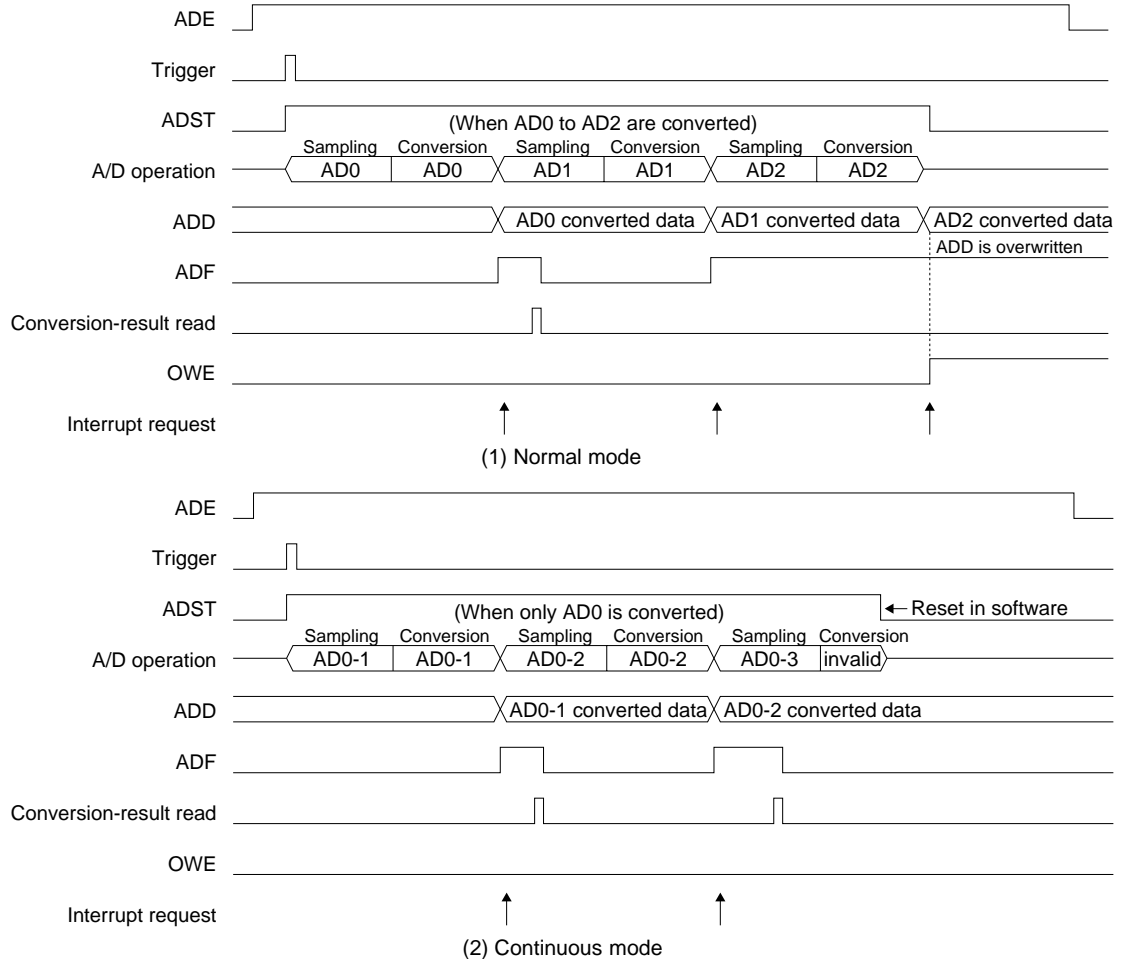 ADE
Trigger
ADST (When AD0 to AD2 are converted)
Sampling Conversion Sampling Conversion Sampling Conversion
A/D operation AD0 AD0 AD1 AD1 AD2 AD2
ADD AD0 converted data AD1 converted data AD2 converted data
ADD is overwritten
ADF
Conversion-result read
OWE
Interrupt request
(1) Normal mode
ADE
Trigger
ADST (When only AD0 is converted) Reset in software
Sampling Conversion Sampling Conversion Sampling Conversion
A/D operation AD0-1 AD0-1 AD0-2 AD0-2 AD0-3 invalid
ADD AD0-1 converted data AD0-2 converted data
ADF
Conversion-result read
OWE
Interrupt request
(2) Continuous mode